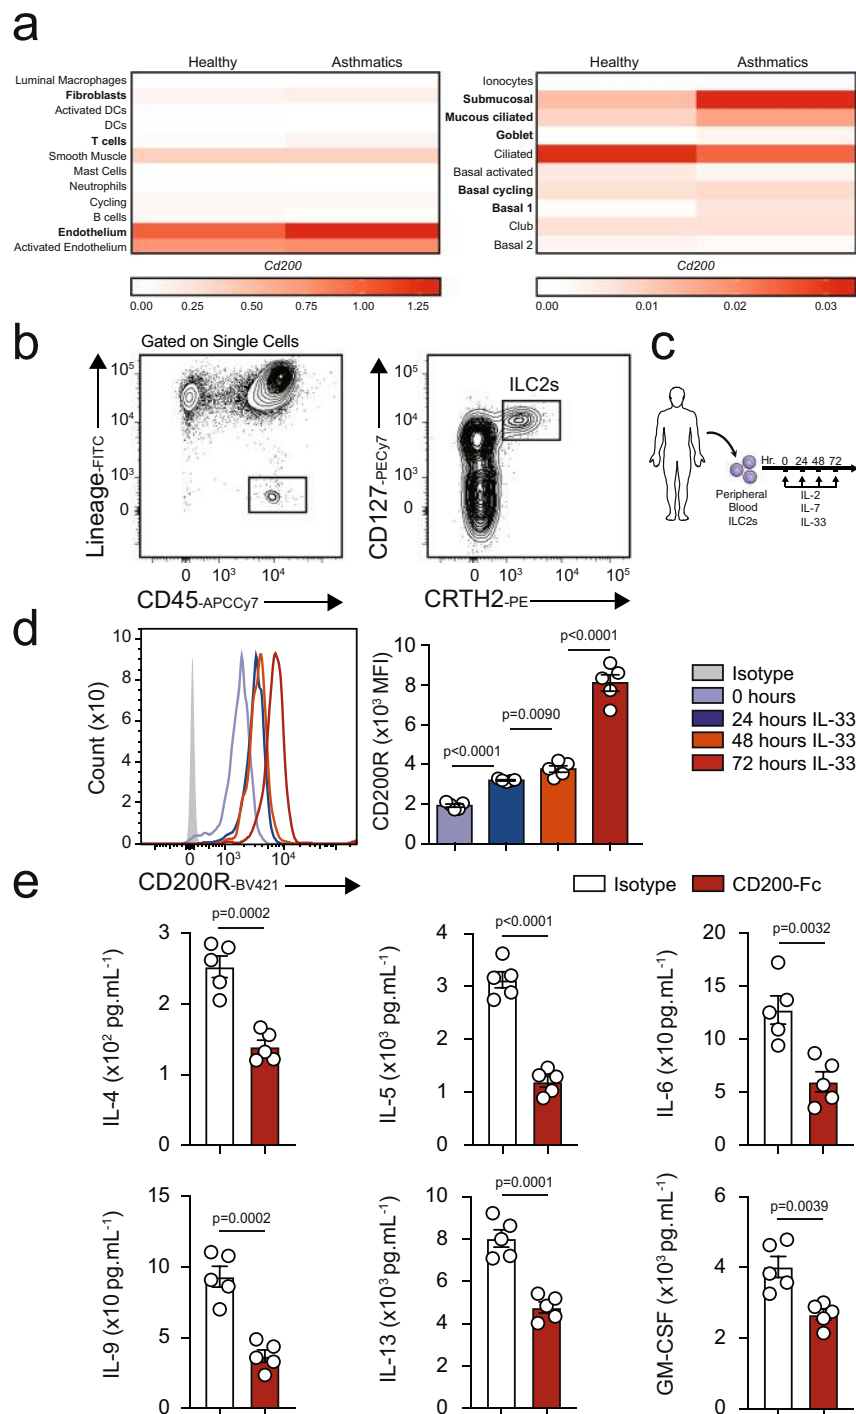 a
Healthy Asthmatics
Luminal Macrophages
Fibroblasts
Activated DCs
DCs
T cells
Smooth Muscle
Mast Cells
Neutrophils
Cycling
B cells
Endothelium
Activated Endothelium
Cd200
0.00 0.25 0.50 0.75 1.00 1.25
Healthy Asthmatics
Ionocytes
Submucosal
Mucous ciliated
Goblet
Ciliated
Basal activated
Basal cycling
Basal 1
Club
Basal 2
Cd200
0.00 0.01 0.02 0.03
b
Gated on Single Cells
Lineage-FITC
10⁵
10⁴
10³
0
0 10³ 10⁴
CD45-APCCy7
CD127-PECy7
10⁵
10⁴
10³
0
ILC2s
0 10³ 10⁴ 10⁵
CRTH2-PE
c
Hr. 0 24 48 72
Peripheral
Blood
ILC2s
IL-2
IL-7
IL-33
d
Count (x10)
10
8
6
4
2
0
0 10³ 10⁴
CD200R-BV421
CD200R (x10³ MFI)
10
8
6
4
2
0
p<0.0001
p=0.0090
p<0.0001
Isotype
0 hours
24 hours IL-33
48 hours IL-33
72 hours IL-33
e
Isotype CD200-Fc
IL-4 (x10² pg.mL⁻¹)
3
2
1
0
p=0.0002
IL-5 (x10³ pg.mL⁻¹)
4
3
2
1
0
p<0.0001
IL-6 (x10 pg.mL⁻¹)
20
15
10
5
0
p=0.0032
IL-9 (x10 pg.mL⁻¹)
15
10
5
0
p=0.0002
IL-13 (x10³ pg.mL⁻¹)
10
8
6
4
2
0
p=0.0001
GM-CSF (x10³ pg.mL⁻¹)
6
4
2
0
p=0.0039